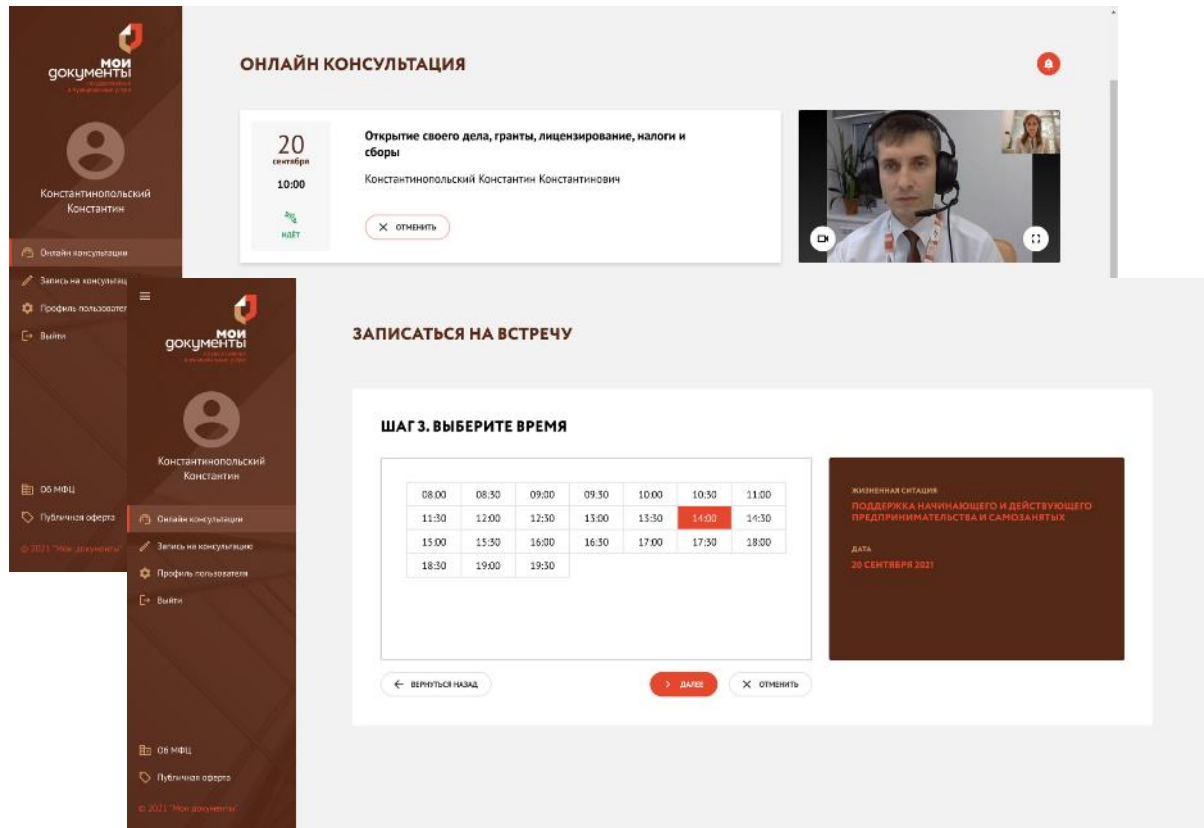 мои
документы
ОНЛАЙН КОНСУЛЬТАЦИЯ
20
сентября
10:00
ИДЁТ
Открытие своего дела, гранты, лицензирование, налоги и
сборы
Константинопольский Константин Константинович
ОТМЕНИТЬ
Константинопольский
Константин
Онлайн консультации
Запись на консультац
Профиль пользовател
Выйти
Об МФЦ
Публичная оферта
© 2021 "Мои документы"
мои
документы
Константинопольский
Константин
Онлайн консультации
Запись на консультацию
Профиль пользователя
Выйти
Об МФЦ
Публичная оферта
© 2021 "Мои документы"
ЗАПИСАТЬСЯ НА ВСТРЕЧУ
ШАГ 3. ВЫБЕРИТЕ ВРЕМЯ
08:00 08:30 09:00 09:30 10:00 10:30 11:00
11:30 12:00 12:30 13:00 13:30 14:00 14:30
15:00 15:30 16:00 16:30 17:00 17:30 18:00
18:30 19:00 19:30
ЖИЗНЕННАЯ СИТАЦИЯ
ПОДДЕРЖКА НАЧИНАЮЩЕГО И ДЕЙСТВУЮЩЕГО
ПРЕДПРИНИМАТЕЛЬСТВА И САМОЗАНЯТЫХ
ДАТА
20 СЕНТЯБРЯ 2021
ВЕРНУТЬСЯ НАЗАД
ДАЛЕЕ
ОТМЕНИТЬ